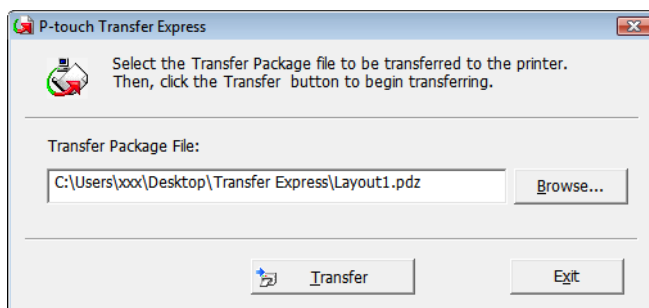 P-touch Transfer Express
Select the Transfer Package file to be transferred to the printer.
Then, click the Transfer button to begin transferring.
Transfer Package File:
C:\Users\xxx\Desktop\Transfer Express\Layout1.pdz
Browse...
Transfer
Exit